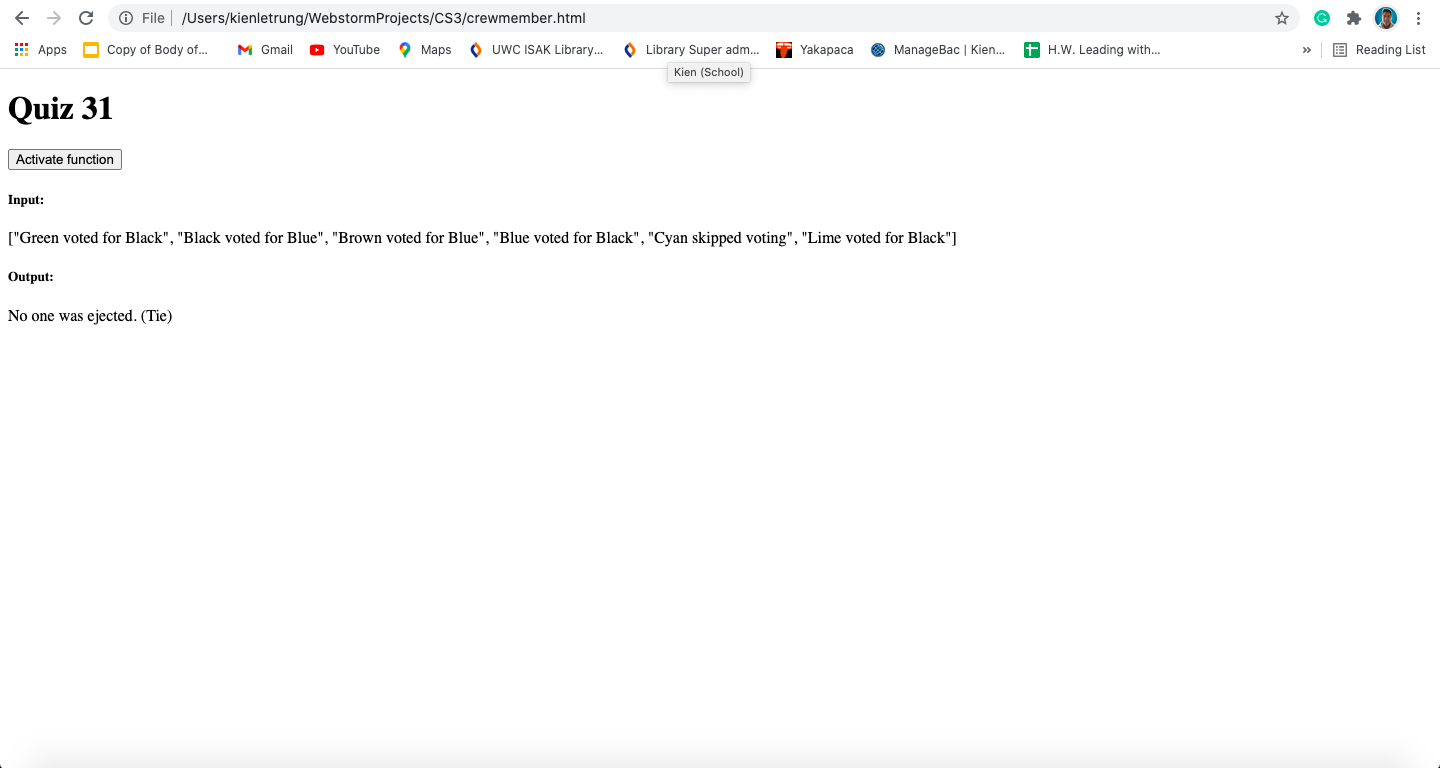 File | /Users/kienletrung/WebstormProjects/CS3/crewmember.html
Apps Copy of Body of... Gmail YouTube Maps UWC ISAK Library... Library Super adm... Yakapaca ManageBac | Kien... H.W. Leading with... » Reading List
Kien (School)
Quiz 31
Activate function
Input:
["Green voted for Black", "Black voted for Blue", "Brown voted for Blue", "Blue voted for Black", "Cyan skipped voting", "Lime voted for Black"]
Output:
No one was ejected. (Tie)